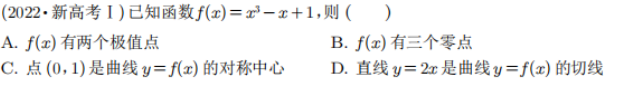 (2022·新高考Ⅰ)已知函数f(x)=x³-x+1,则(　　)
A. f(x)有两个极值点　　B. f(x)有三个零点
C. 点(0,1)是曲线y=f(x)的对称中心　　D. 直线y=2x是曲线y=f(x)的切线